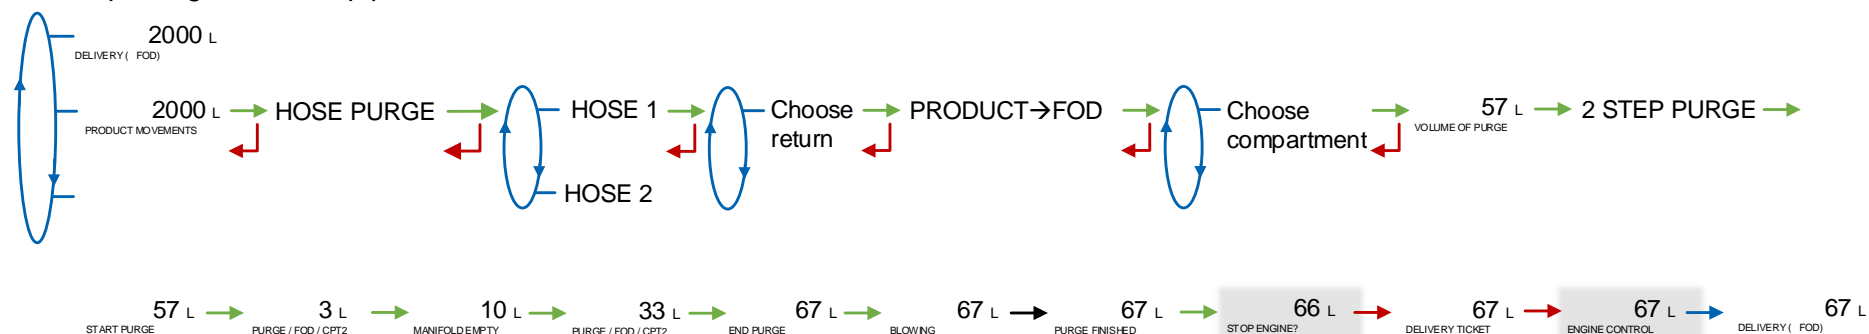 2000 L
DELIVERY ( FOD)
2000 L
PRODUCT MOVEMENTS
HOSE PURGE
HOSE 1
HOSE 2
Choose
return
PRODUCT→FOD
Choose
compartment
57 L
VOLUME OF PURGE
2 STEP PURGE
57 L
START PURGE
3 L
PURGE / FOD / CPT2
10 L
MANIFOLD EMPTY
33 L
PURGE / FOD / CPT2
67 L
END PURGE
67 L
BLOWING
67 L
PURGE FINISHED
66 L
STOP ENGINE?
67 L
DELIVERY TICKET
67 L
ENGINE CONTROL
67 L
DELIVERY ( FOD)